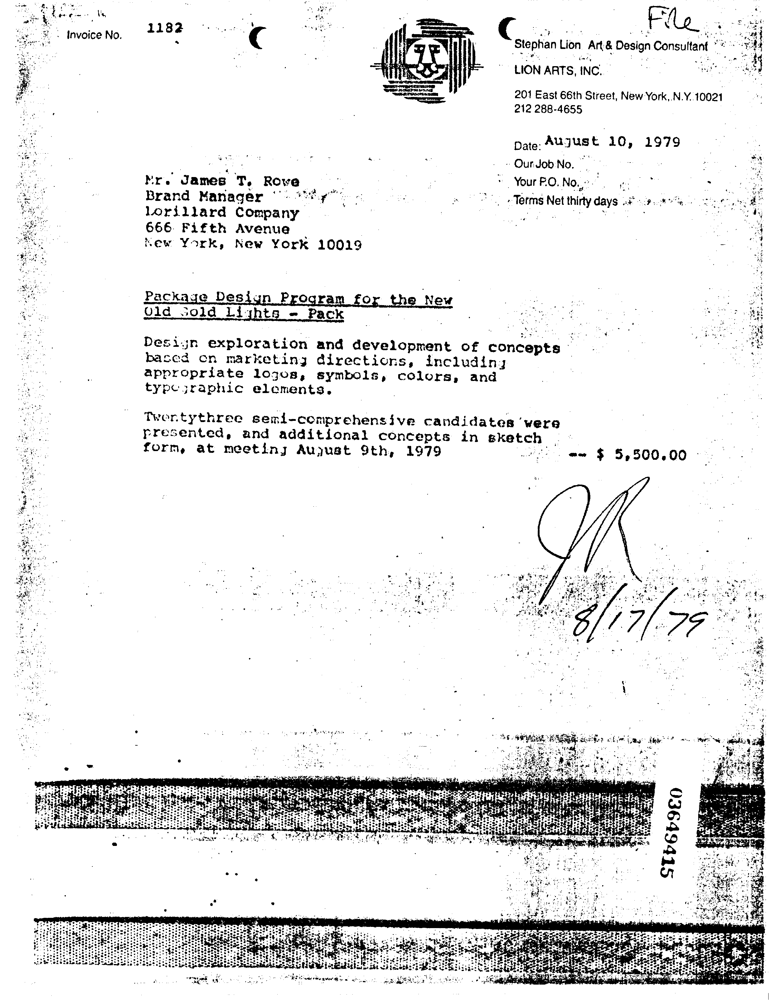 File
Invoice No. 1182
Stephan Lion Art & Design Consultant
LION ARTS, INC.
201 East 66th Street, New York, N.Y. 10021
212 288-4655
Date: August 10, 1979
Our Job No.
Your P.O. No.
Terms Net thirty days
Mr. James T. Rowe
Brand Manager
Lorillard Company
666 Fifth Avenue
New York, New York 10019
Package Design Program for the New
Old Gold Lights - Pack
Design exploration and development of concepts
based on marketing directions, including
appropriate logos, symbols, colors, and
typographic elements.
Twentythree semi-comprehensive candidates were
presented, and additional concepts in sketch
form, at meeting August 9th, 1979 -- $ 5,500.00
JR
8/17/79
03649415